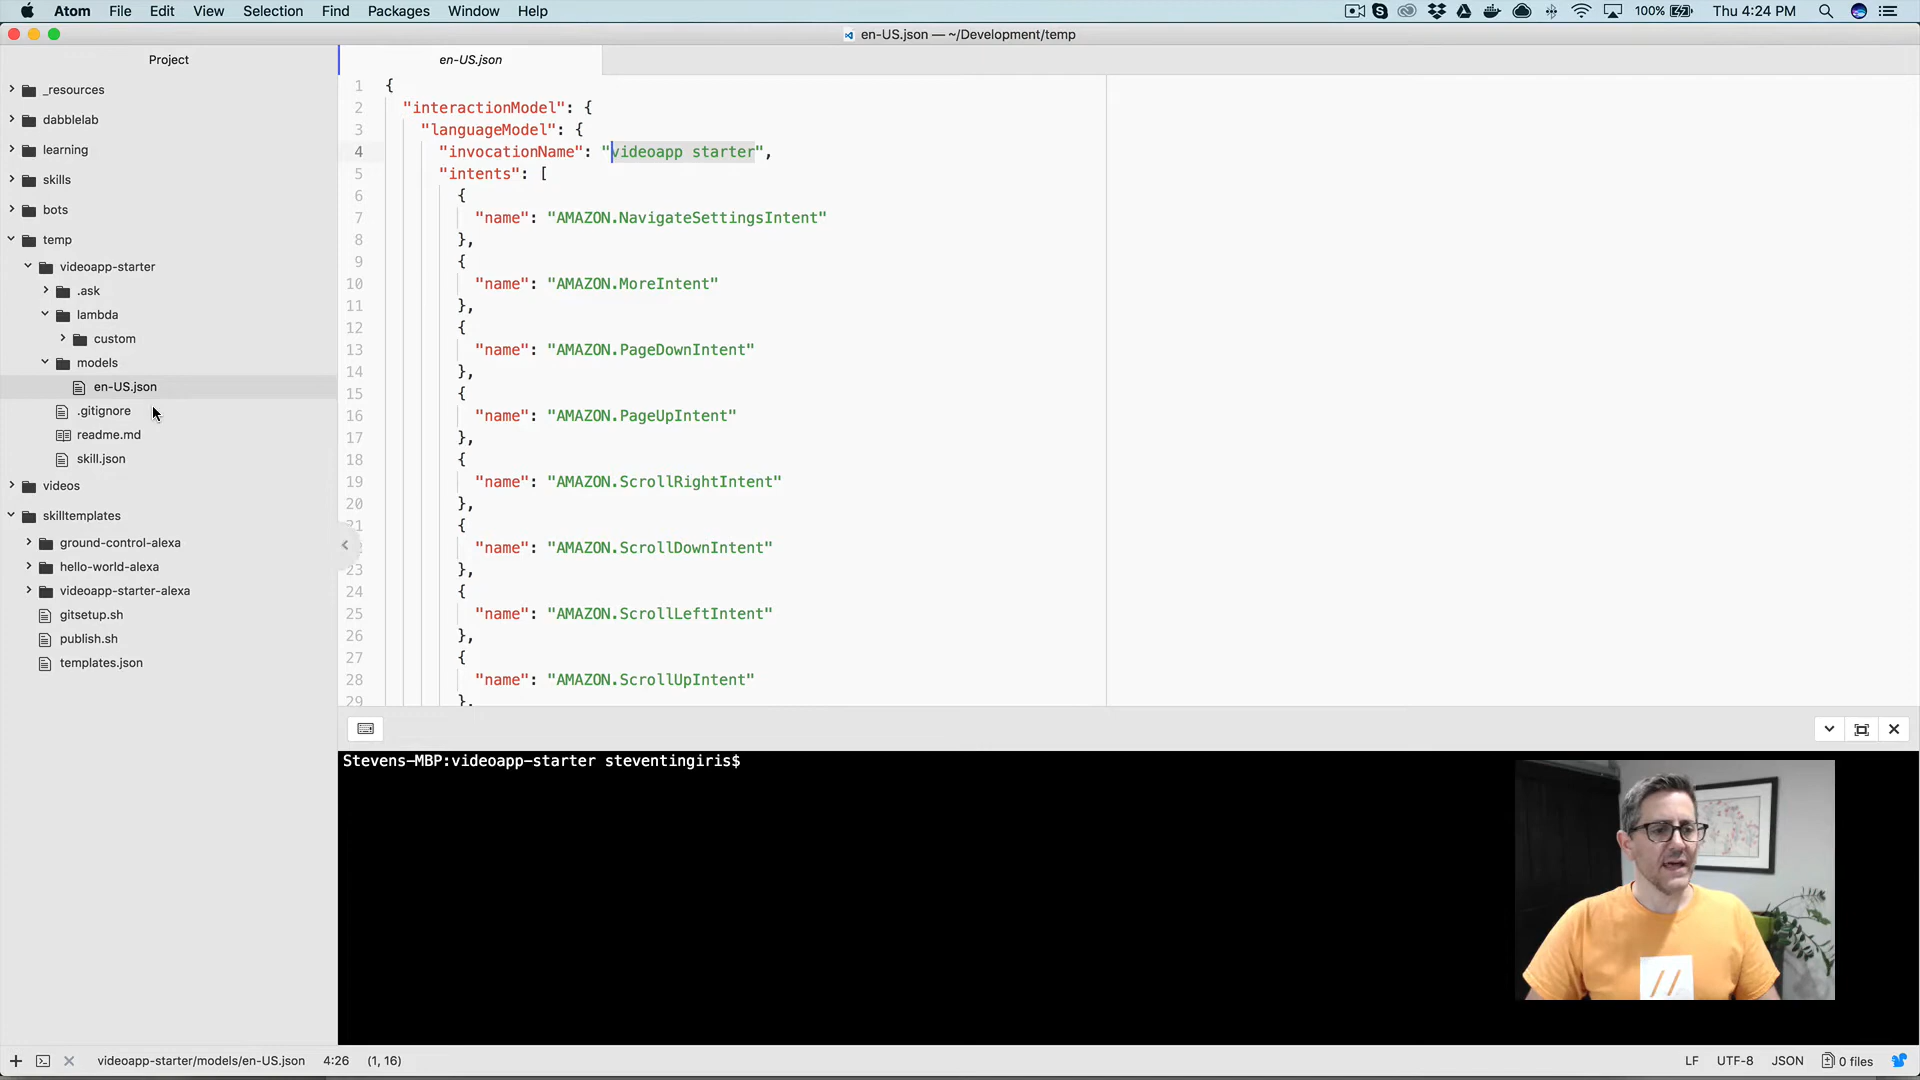 Atom File Edit View Selection Find Packages Window Help 100% Thu 4:24 PM
en-US.json — ~/Development/temp
Project
_resources
dabblelab
learning
skills
bots
temp
videoapp-starter
.ask
lambda
custom
models
en-US.json
.gitignore
readme.md
skill.json
videos
skilltemplates
ground-control-alexa
hello-world-alexa
videoapp-starter-alexa
gitsetup.sh
publish.sh
templates.json
en-US.json
1 {
2 "interactionModel": {
3 "languageModel": {
4 "invocationName": "videoapp starter",
5 "intents": [
6 {
7 "name": "AMAZON.NavigateSettingsIntent"
8 },
9 {
10 "name": "AMAZON.MoreIntent"
11 },
12 {
13 "name": "AMAZON.PageDownIntent"
14 },
15 {
16 "name": "AMAZON.PageUpIntent"
17 },
18 {
19 "name": "AMAZON.ScrollRightIntent"
20 },
21 {
22 "name": "AMAZON.ScrollDownIntent"
23 },
24 {
25 "name": "AMAZON.ScrollLeftIntent"
26 },
27 {
28 "name": "AMAZON.ScrollUpIntent"
29 },
Stevens-MBP:videoapp-starter steventingiris$
//
videoapp-starter/models/en-US.json 4:26 (1, 16) LF UTF-8 JSON 0 files